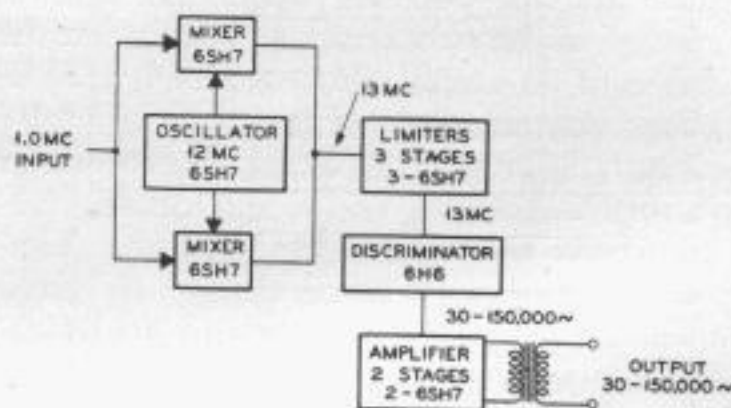 MIXER
6SH7
13 MC
1.0 MC
INPUT
OSCILLATOR
12 MC
6SH7
LIMITERS
3 STAGES
3-6SH7
13MC
MIXER
6SH7
DISCRIMINATOR
6H6
30-150,000~
AMPLIFIER
2 STAGES
2-6SH7
OUTPUT
30-150,000~